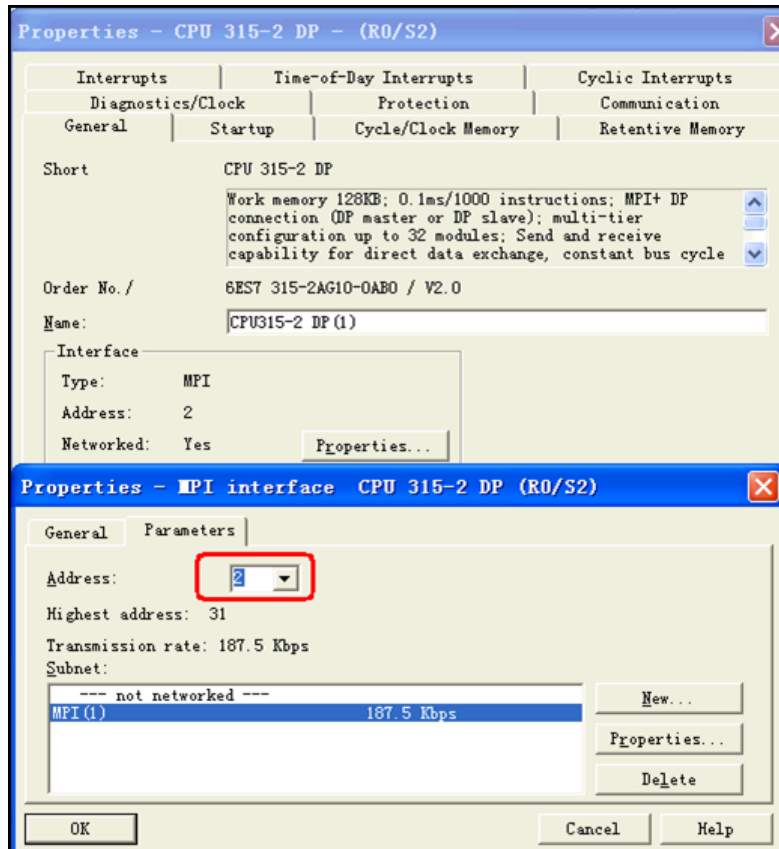 Properties - CPU 315-2 DP - (R0/S2)
Interrupts Time-of-Day Interrupts Cyclic Interrupts
Diagnostics/Clock Protection Communication
General Startup Cycle/Clock Memory Retentive Memory
Short CPU 315-2 DP
Work memory 128KB; 0.1ms/1000 instructions; MPI+ DP
connection (DP master or DP slave); multi-tier
configuration up to 32 modules; Send and receive
capability for direct data exchange, constant bus cycle
Order No./ 6ES7 315-2AG10-0AB0 / V2.0
Name: CPU315-2 DP(1)
Interface
Type: MPI
Address: 2
Networked: Yes Properties...
Properties - MPI interface CPU 315-2 DP (R0/S2)
General Parameters
Address: 2
Highest address: 31
Transmission rate: 187.5 Kbps
Subnet:
--- not networked ---
MPI(1) 187.5 Kbps
New...
Properties...
Delete
OK Cancel Help